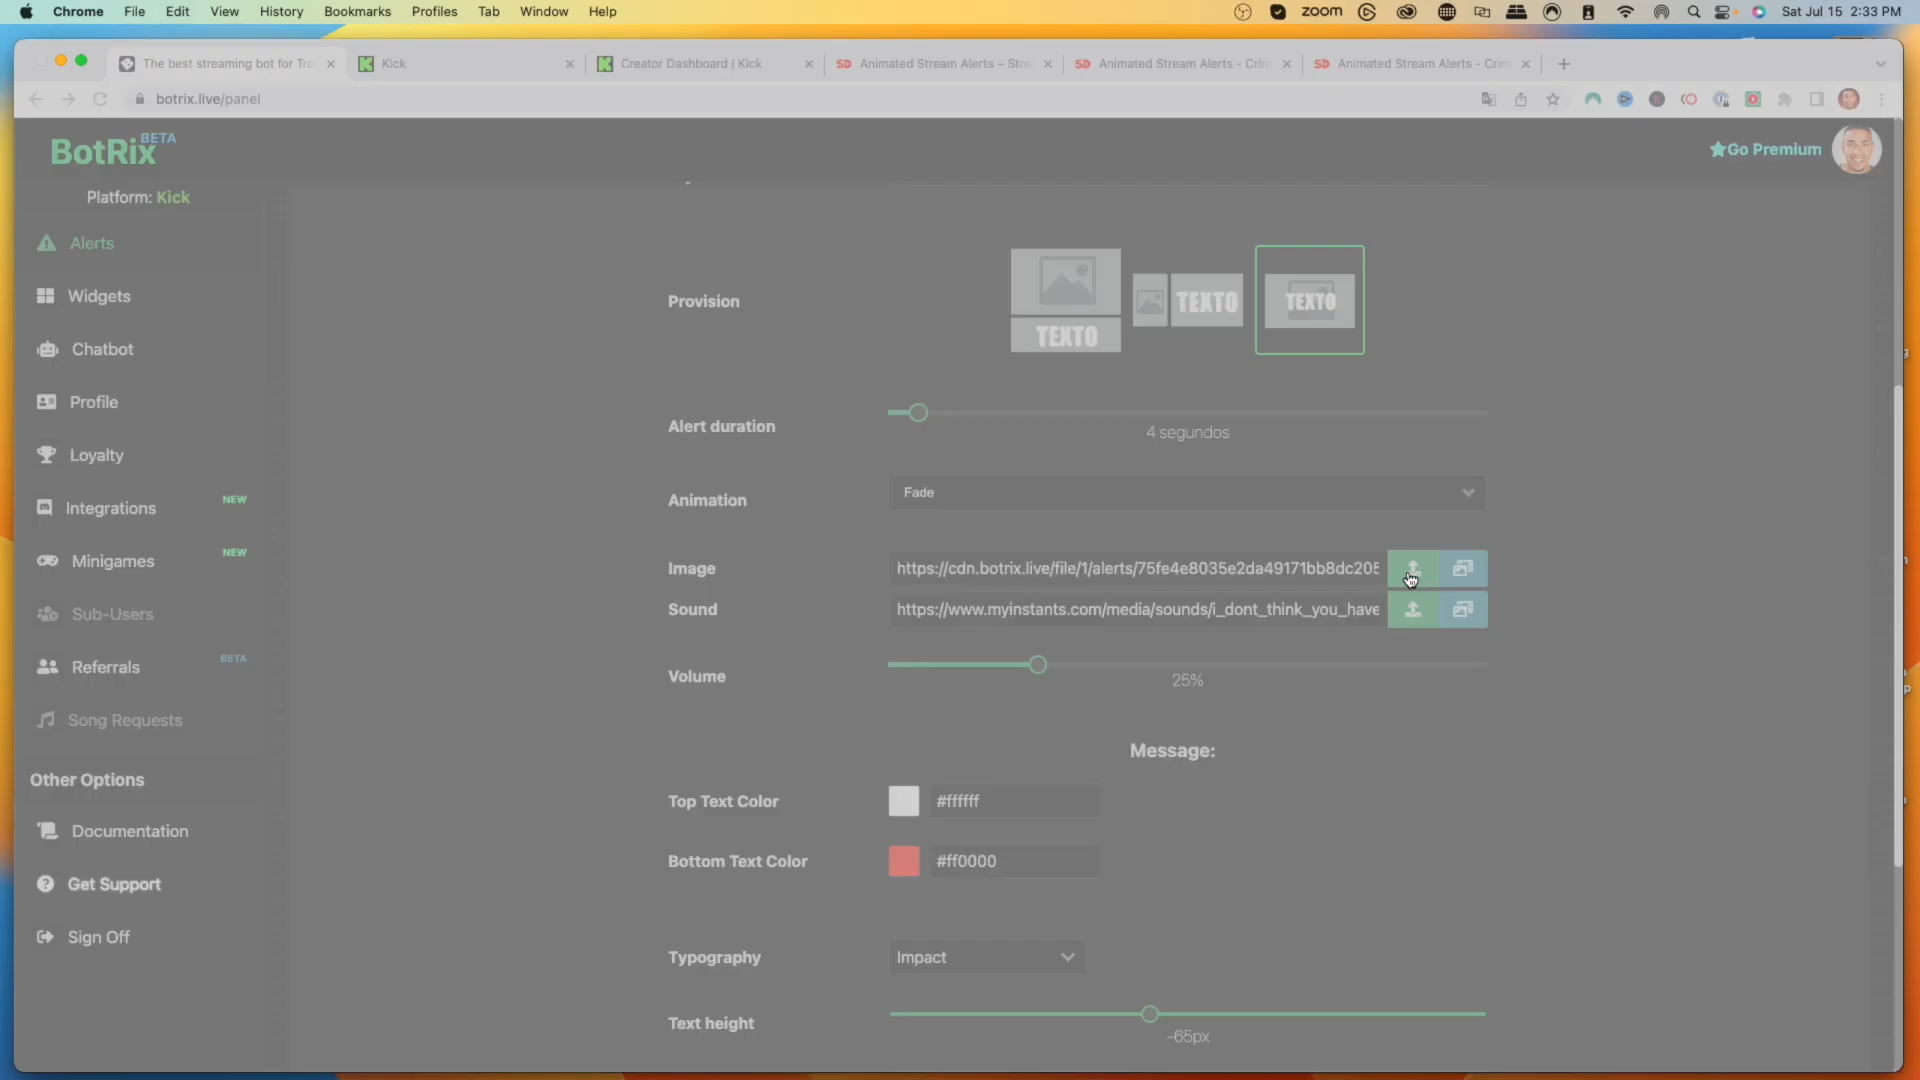 Chrome File Edit View History Bookmarks Profiles Tab Window Help zoom Sat Jul 15 2:33 PM
The best streaming bot for Tro Kick Creator Dashboard | Kick SD Animated Stream Alerts – Stre SD Animated Stream Alerts - Crim SD Animated Stream Alerts - Crim
botrix.live/panel
BotRix BETA
Go Premium
Platform: Kick
Alerts
Widgets
Chatbot
Profile
Loyalty
Integrations NEW
Minigames NEW
Sub-Users
Referrals BETA
Song Requests
Other Options
Documentation
Get Support
Sign Off
Provision
TEXTO
TEXTO
TEXTO
Alert duration
4 segundos
Animation
Fade
Image
https://cdn.botrix.live/file/1/alerts/75fe4e8035e2da49171bb8dc205
Sound
https://www.myinstants.com/media/sounds/i_dont_think_you_have
Volume
25%
Message:
Top Text Color
#ffffff
Bottom Text Color
#ff0000
Typography
Impact
Text height
-65px